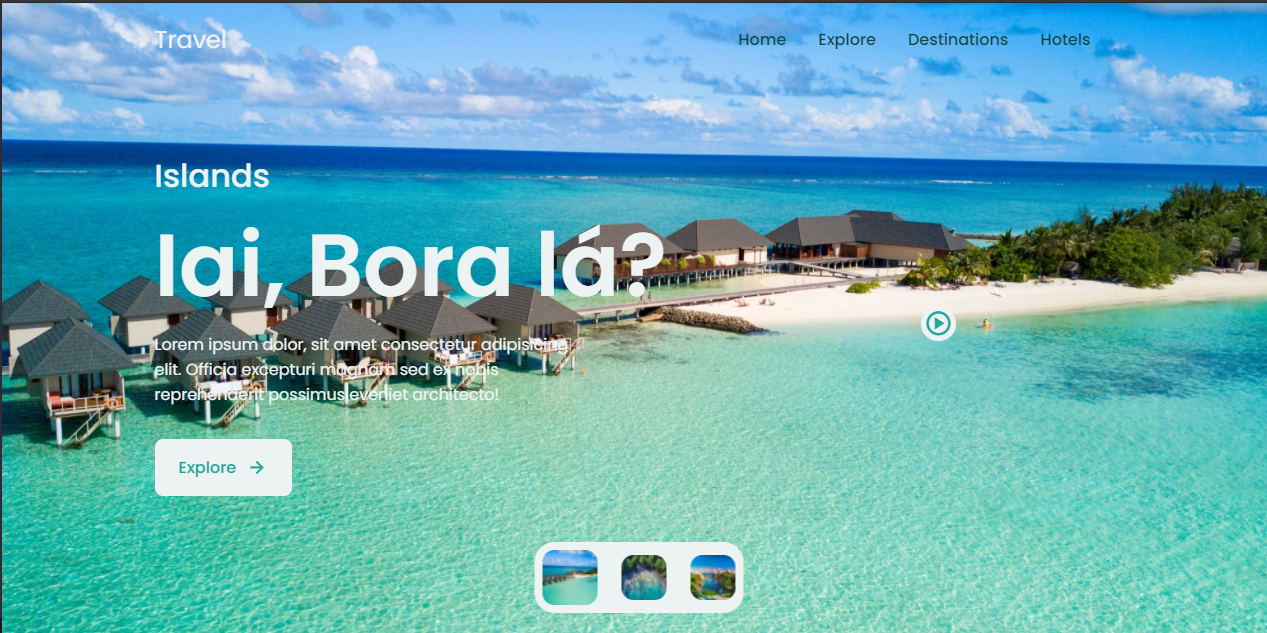 Travel
Home Explore Destinations Hotels
Islands
Iai, Bora lá?
Lorem ipsum dolor, sit amet consectetur adipisicing
elit. Officia excepturi magnam sed ex nobis
reprehenderit possimus eveniet architecto!
Explore